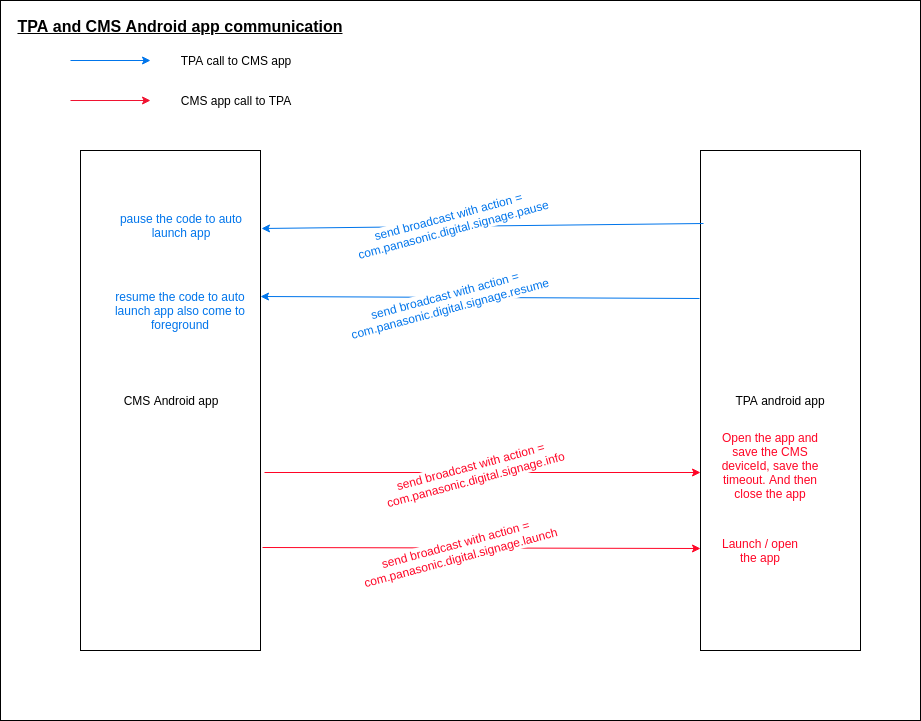 TPA and CMS Android app communication
TPA call to CMS app
CMS app call to TPA
pause the code to auto
launch app
send broadcast with action =
com.panasonic.digital.signage.pause
resume the code to auto
launch app also come to
foreground
send broadcast with action =
com.panasonic.digital.signage.resume
CMS Android app
TPA android app
send broadcast with action =
com.panasonic.digital.signage.info
Open the app and
save the CMS
deviceId, save the
timeout. And then
close the app
send broadcast with action =
com.panasonic.digital.signage.launch
Launch / open
the app